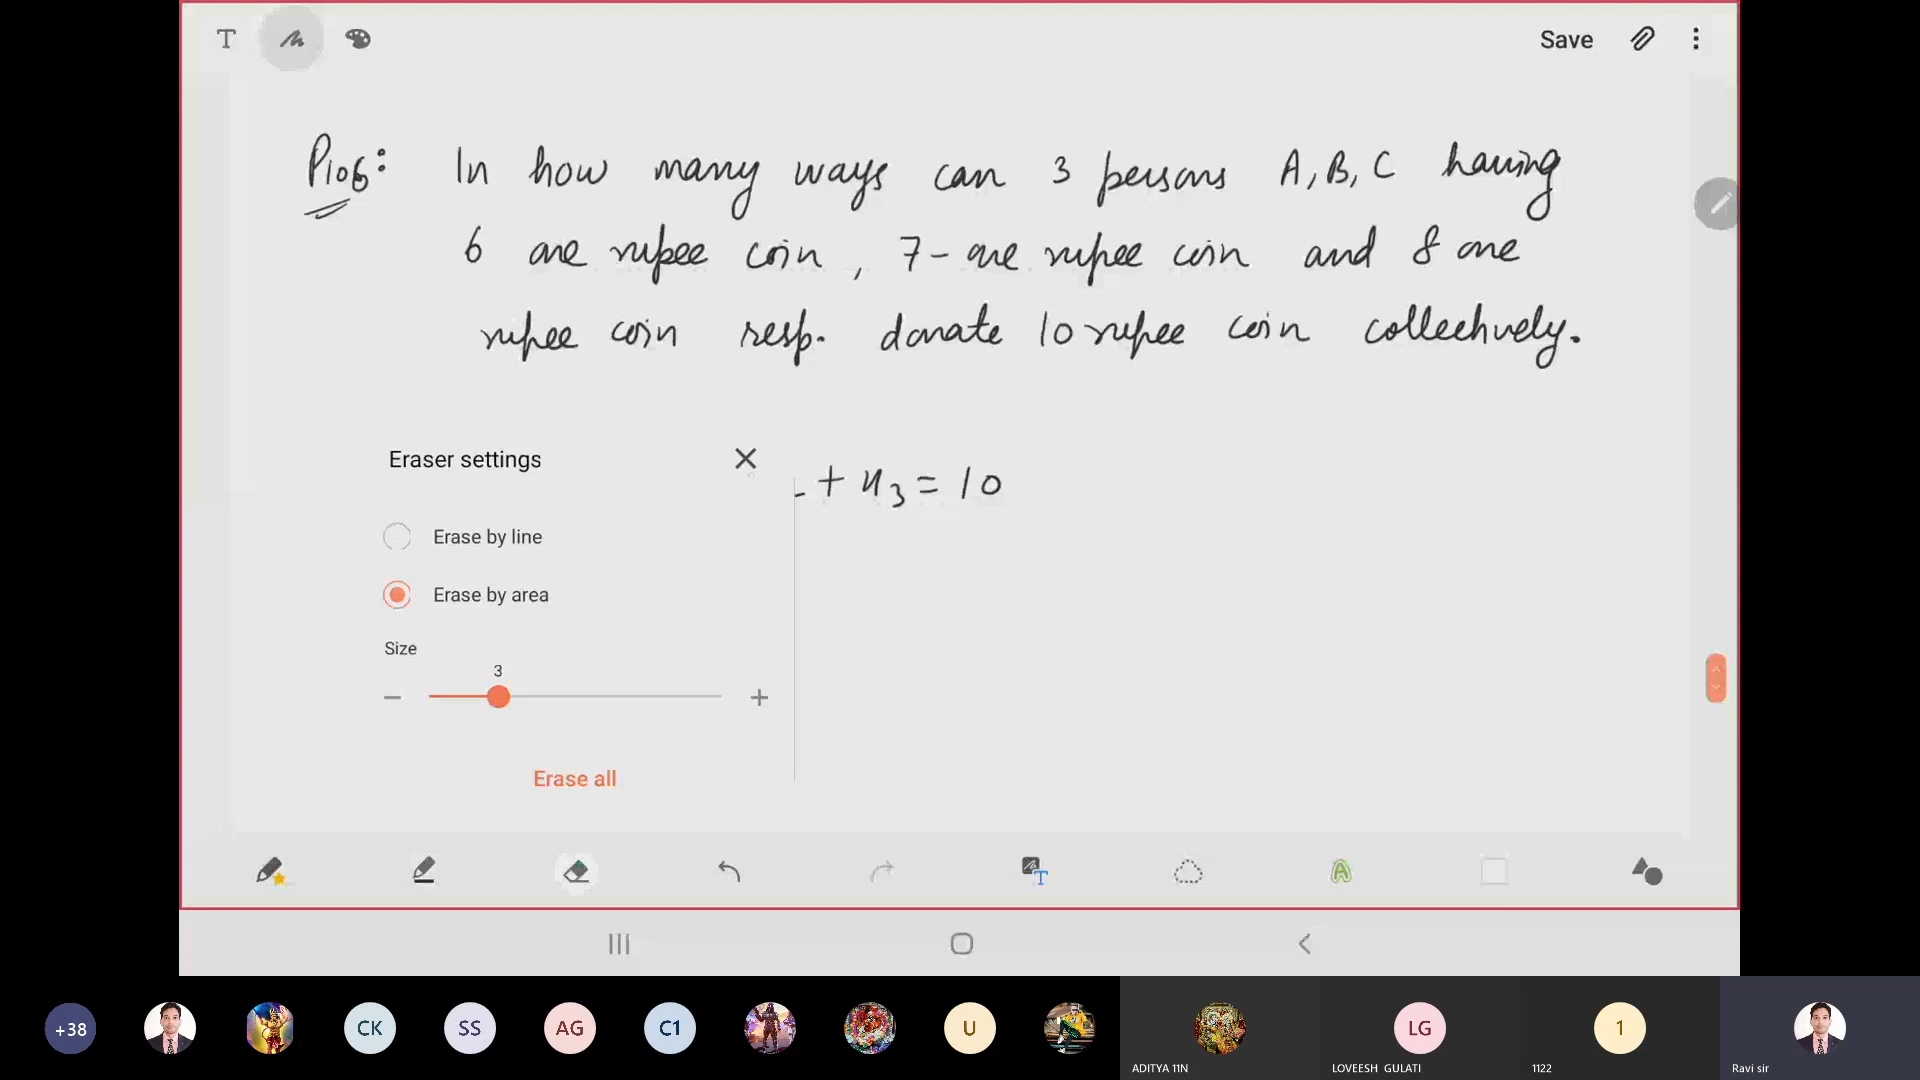 T Save
Prob: In how many ways can 3 persons A, B, C having
6 one rupee coin, 7-one rupee coin and 8 one
rupee coin resp. donate 10 rupee coin collectively.
Eraser settings
+ x3 = 10
Erase by line
Erase by area
Size
3
Erase all
T
A
+38 CK SS AG C1 U LG 1
ADITYA 11N LOVEESH GULATI 1122 Ravi sir